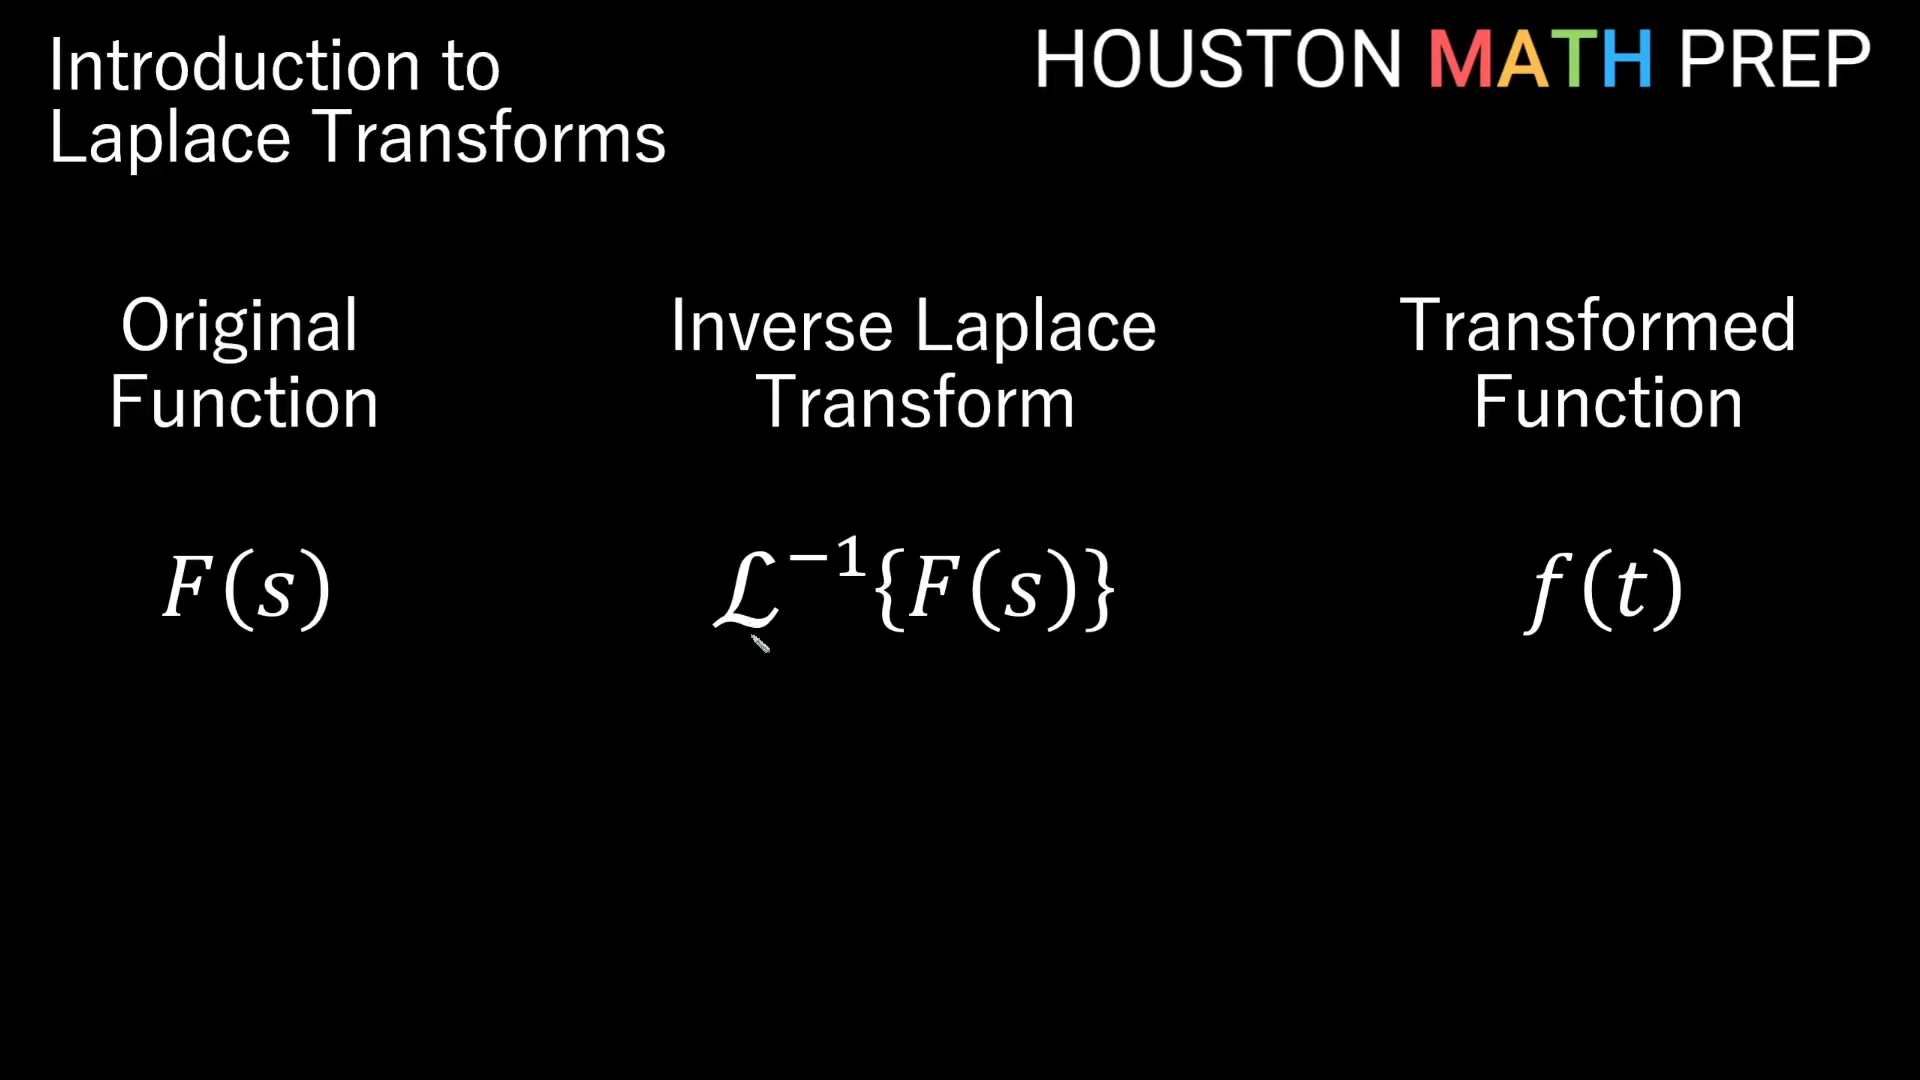 Introduction to
Laplace Transforms
HOUSTON MATH PREP
Original
Function
Inverse Laplace
Transform
Transformed
Function
F(s)
ℒ⁻¹{F(s)}
f(t)